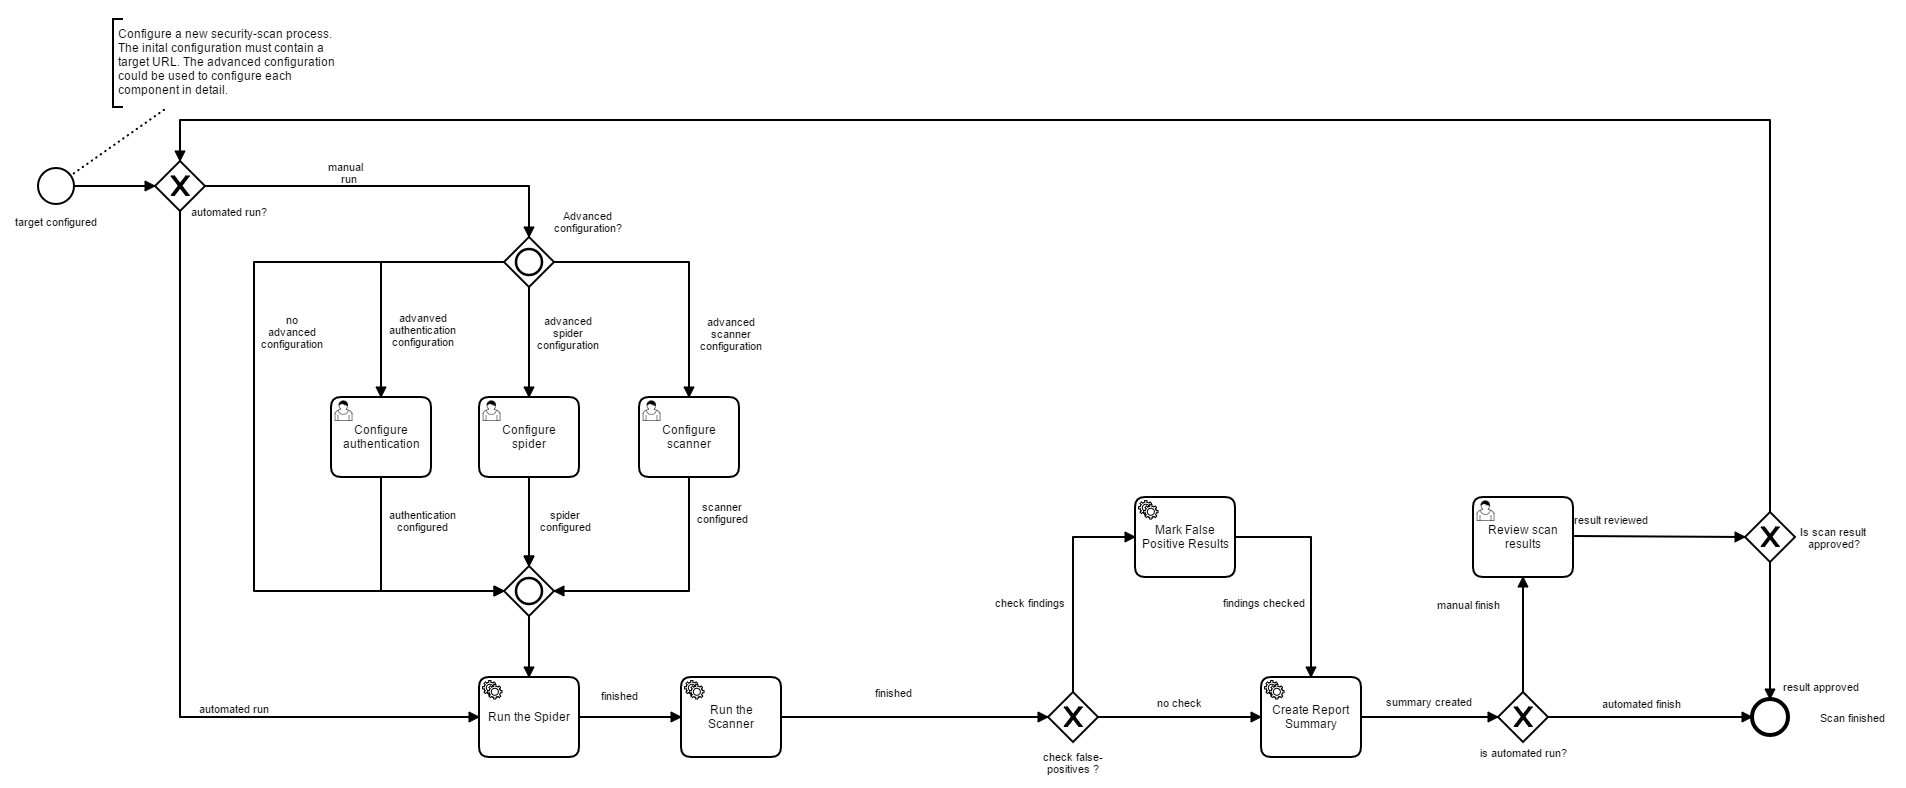 Configure a new security-scan process.
The inital configuration must contain a
target URL. The advanced configuration
could be used to configure each
component in detail.
target configured
automated run?
manual
run
Advanced
configuration?
no
advanced
configuration
advanved
authentication
configuration
advanced
spider
configuration
advanced
scanner
configuration
Configure
authentication
Configure
spider
Configure
scanner
authentication
configured
spider
configured
scanner
configured
automated run
Run the Spider
finished
Run the
Scanner
finished
check false-
positives ?
check findings
Mark False
Positive Results
findings checked
no check
Create Report
Summary
summary created
is automated run?
manual finish
Review scan
results
result reviewed
Is scan result
approved?
automated finish
result approved
Scan finished